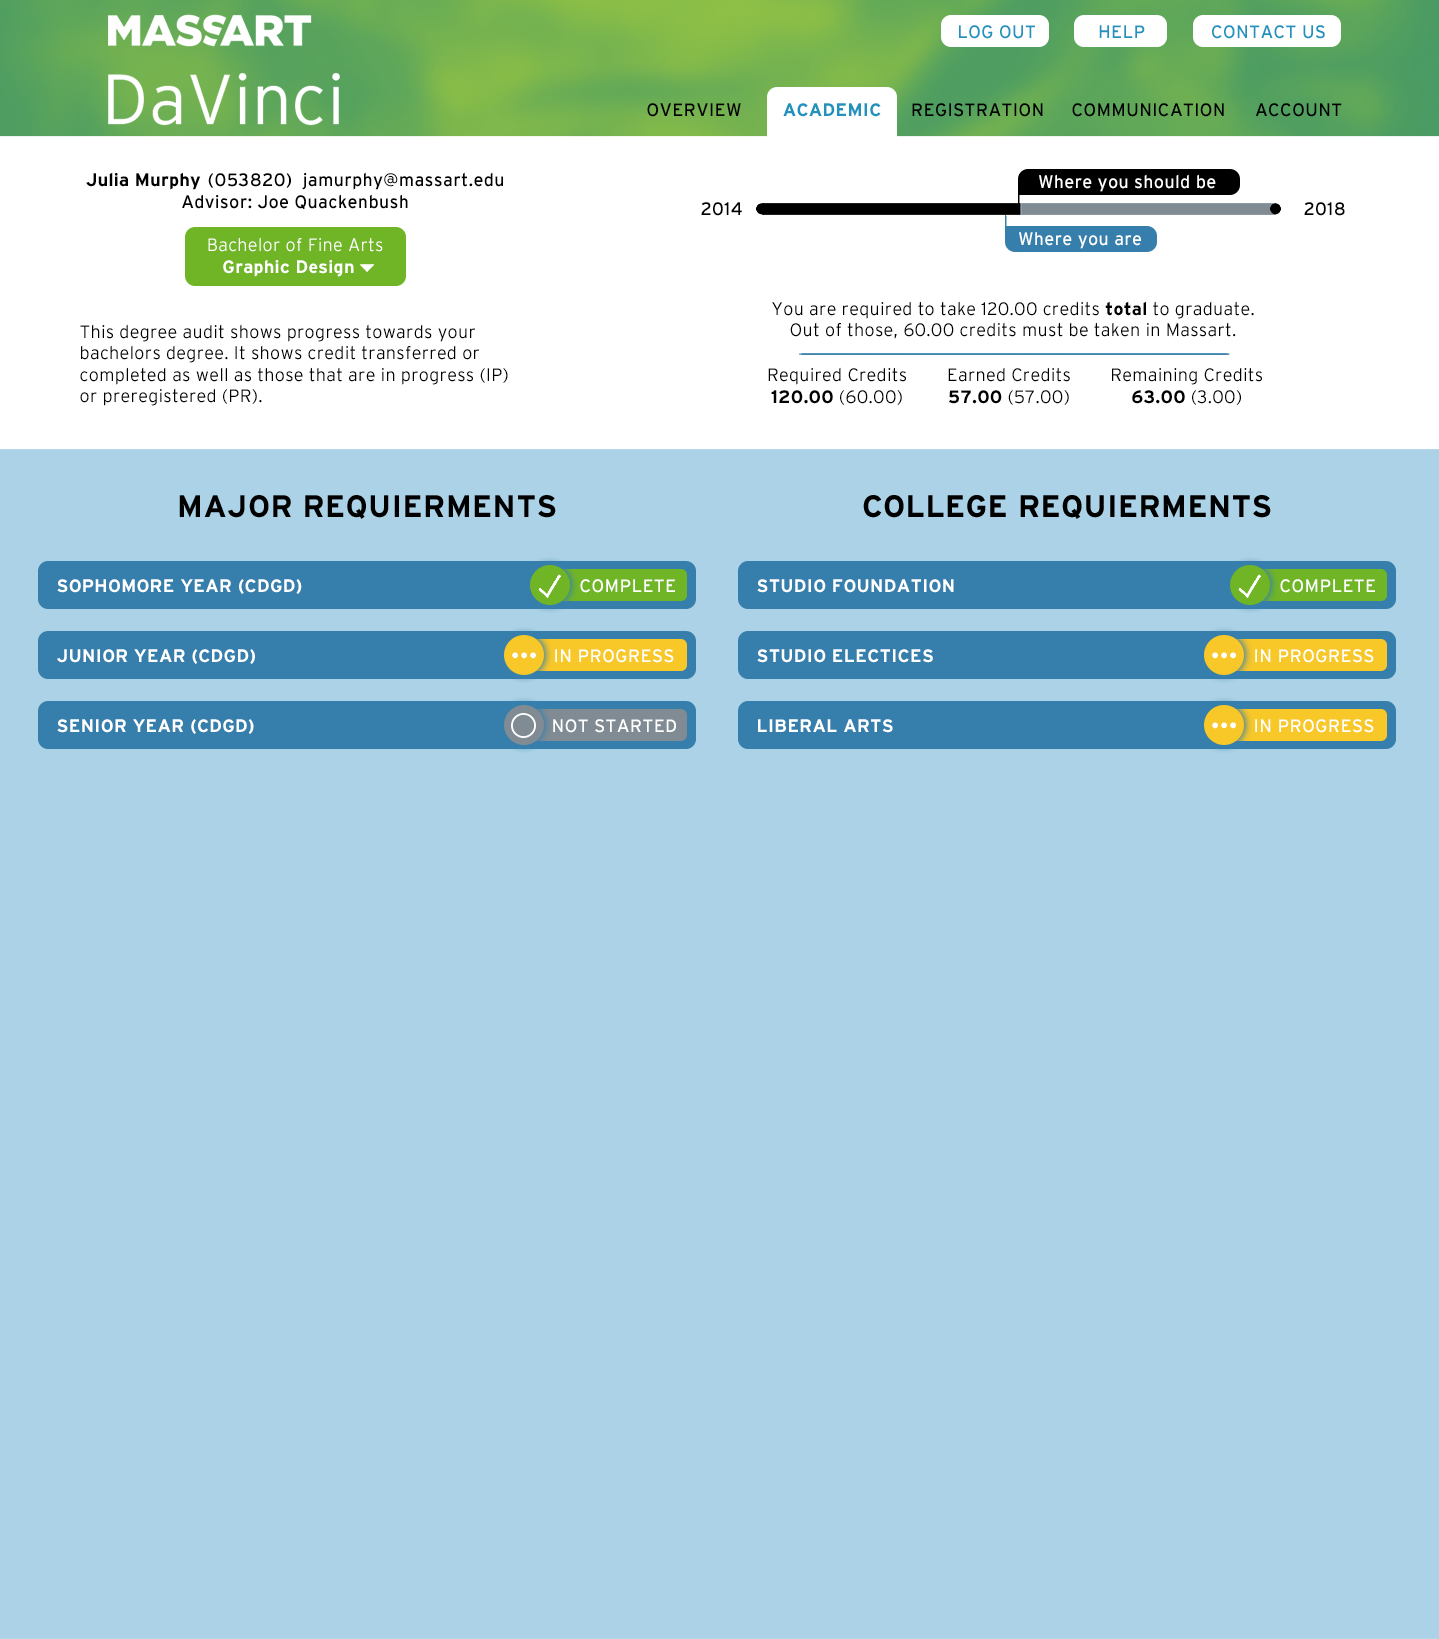 MASSART
DaVinci
LOG OUT
HELP
CONTACT US
OVERVIEW
ACADEMIC
REGISTRATION
COMMUNICATION
ACCOUNT
Julia Murphy (053820) jamurphy@massart.edu
Advisor: Joe Quackenbush
Bachelor of Fine Arts
Graphic Design
This degree audit shows progress towards your
bachelors degree. It shows credit transferred or
completed as well as those that are in progress (IP)
or preregistered (PR).
Where you should be
2014
2018
Where you are
You are required to take 120.00 credits total to graduate.
Out of those, 60.00 credits must be taken in Massart.
Required Credits
120.00 (60.00)
Earned Credits
57.00 (57.00)
Remaining Credits
63.00 (3.00)
MAJOR REQUIERMENTS
SOPHOMORE YEAR (CDGD)
COMPLETE
JUNIOR YEAR (CDGD)
IN PROGRESS
SENIOR YEAR (CDGD)
NOT STARTED
COLLEGE REQUIERMENTS
STUDIO FOUNDATION
COMPLETE
STUDIO ELECTICES
IN PROGRESS
LIBERAL ARTS
IN PROGRESS